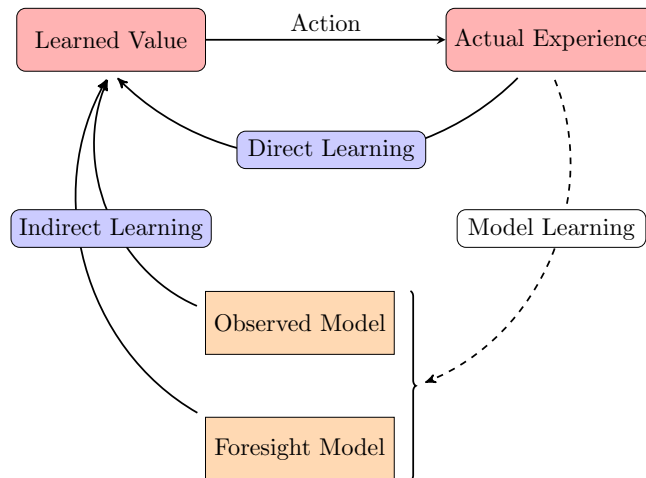 Learned Value
Action
Actual Experience
Direct Learning
Indirect Learning
Model Learning
Observed Model
Foresight Model